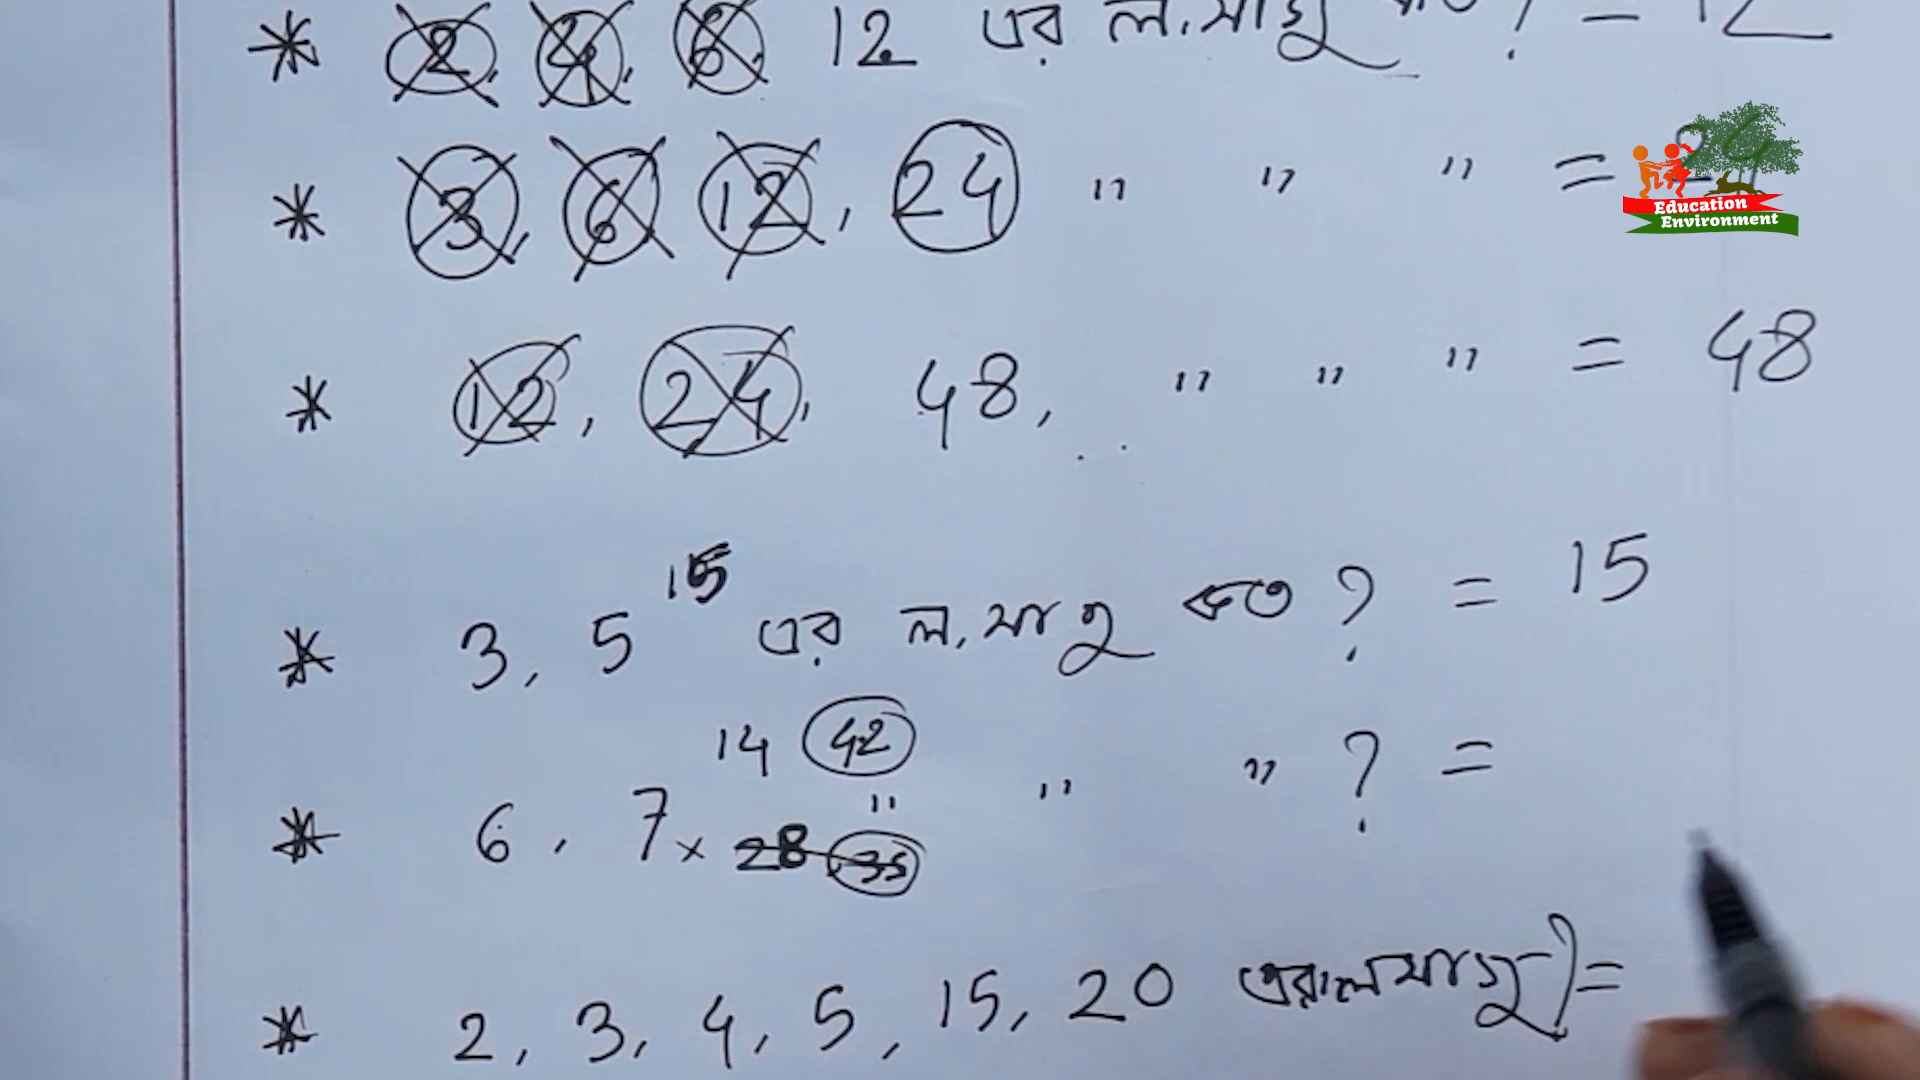 * 2, 4, 6, 12 এর ল.সাগু কত ? = 12
* 3, 6, 12, 24 " " " = 24
Education
Environment
* 12, 24, 48, " " " = 48
15
* 3, 5 এর ল.সাগু কত ? = 15
14 42
* 6, 7 × 28 35 " " " ? =
* 2, 3, 4, 5, 15, 20 এর ল সাগু ? =